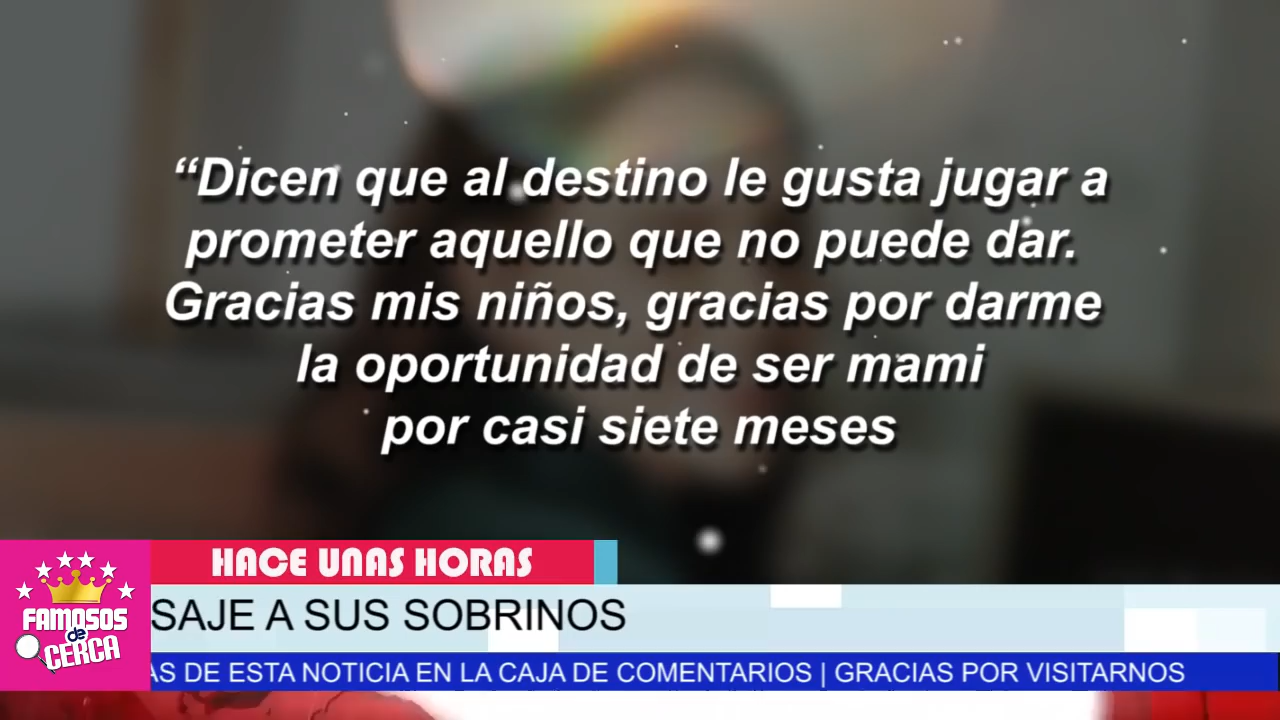 “Dicen que al destino le gusta jugar a
prometer aquello que no puede dar.
Gracias mis niños, gracias por darme
la oportunidad de ser mami
por casi siete meses
HACE UNAS HORAS
SAJE A SUS SOBRINOS
FAMOSOS
de
CERCA
AS DE ESTA NOTICIA EN LA CAJA DE COMENTARIOS | GRACIAS POR VISITARNOS